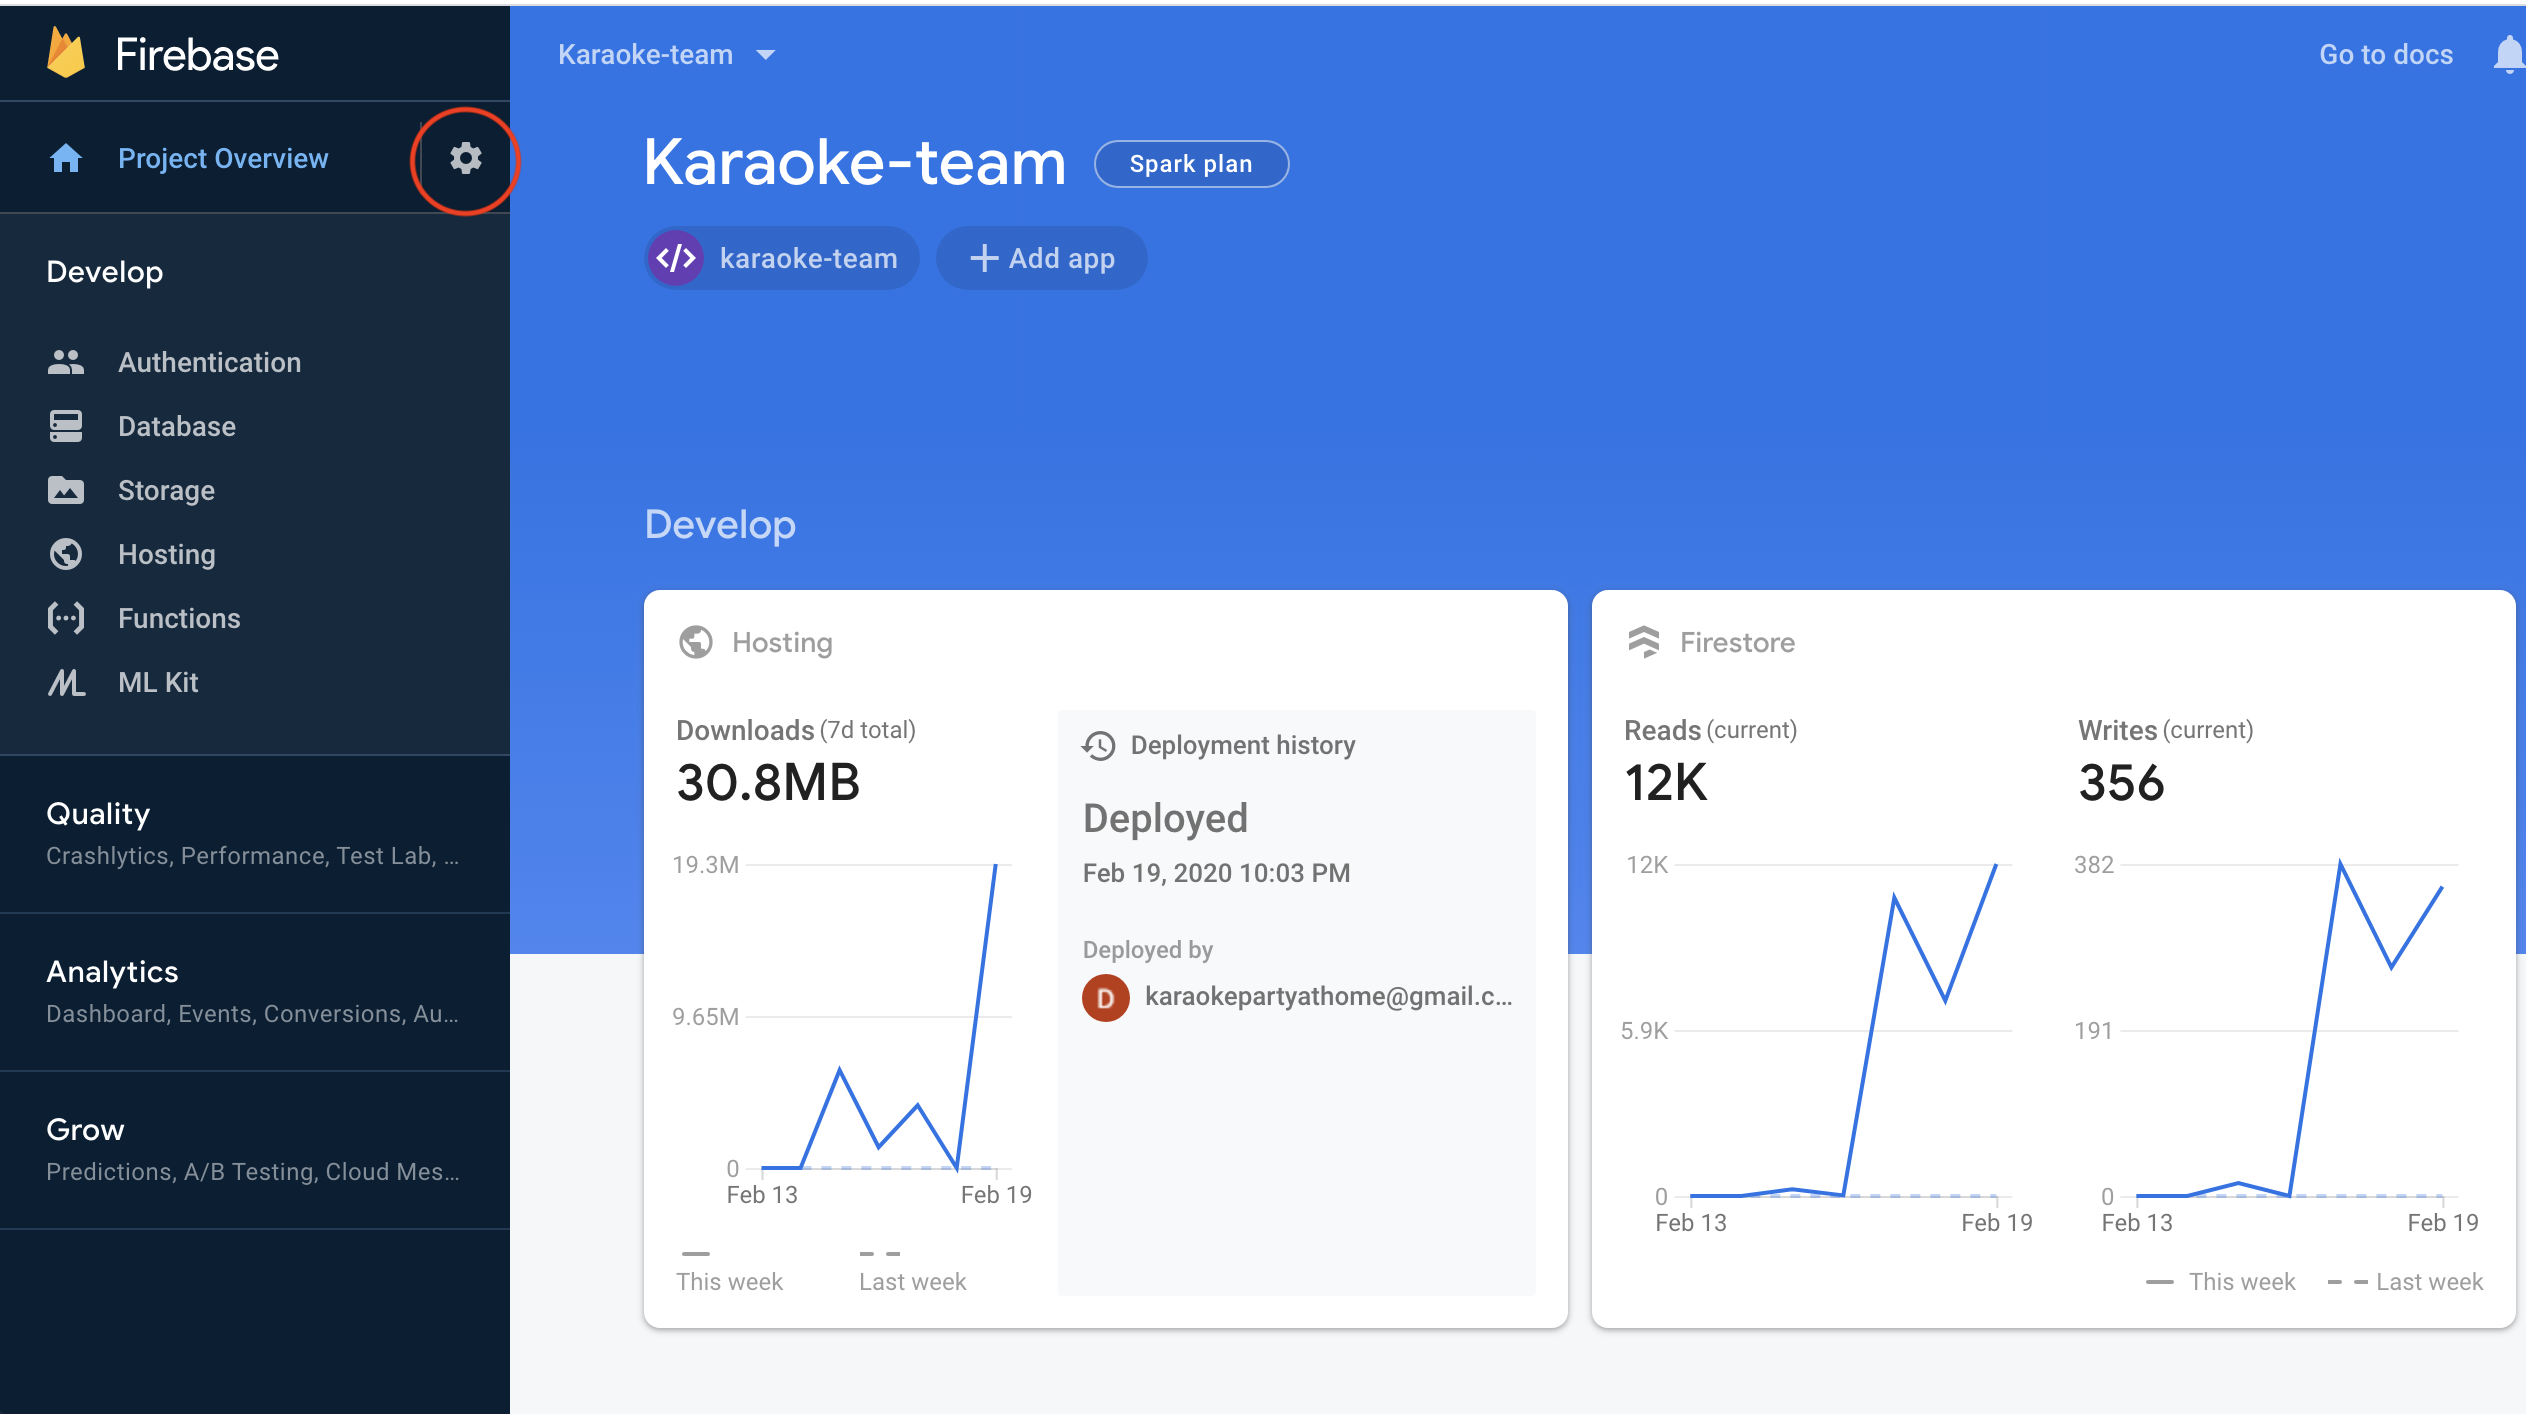 Firebase
Project Overview
Develop
Authentication
Database
Storage
Hosting
Functions
ML Kit
Quality
Crashlytics, Performance, Test Lab, ...
Analytics
Dashboard, Events, Conversions, Au...
Grow
Predictions, A/B Testing, Cloud Mes...
Karaoke-team
Go to docs
Karaoke-team
Spark plan
</> karaoke-team
+ Add app
Develop
Hosting
Downloads (7d total)
30.8MB
19.3M
9.65M
0
Feb 13 Feb 19
This week Last week
Deployment history
Deployed
Feb 19, 2020 10:03 PM
Deployed by
D karaokepartyathome@gmail.c...
Firestore
Reads (current)
12K
12K
5.9K
0
Feb 13 Feb 19
Writes (current)
356
382
191
0
Feb 13 Feb 19
This week Last week